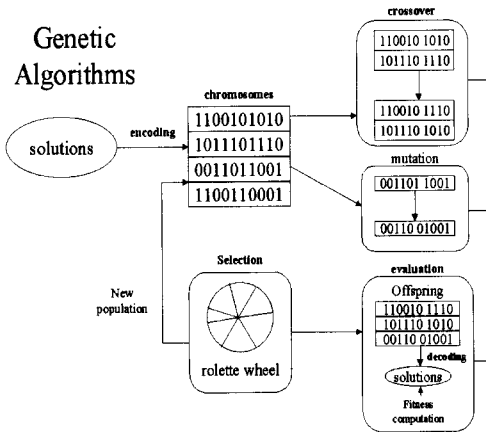 Genetic
Algorithms
solutions
encoding
chromosomes
1100101010
1011101110
0011011001
1100110001
crossover
110010 1010
101110 1110
110010 1110
101110 1010
mutation
001101 1001
00110 01001
New
population
Selection
rolette wheel
evaluation
Offspring
110010 1110
101110 1010
00110 01001
decoding
solutions
Fitness
computation